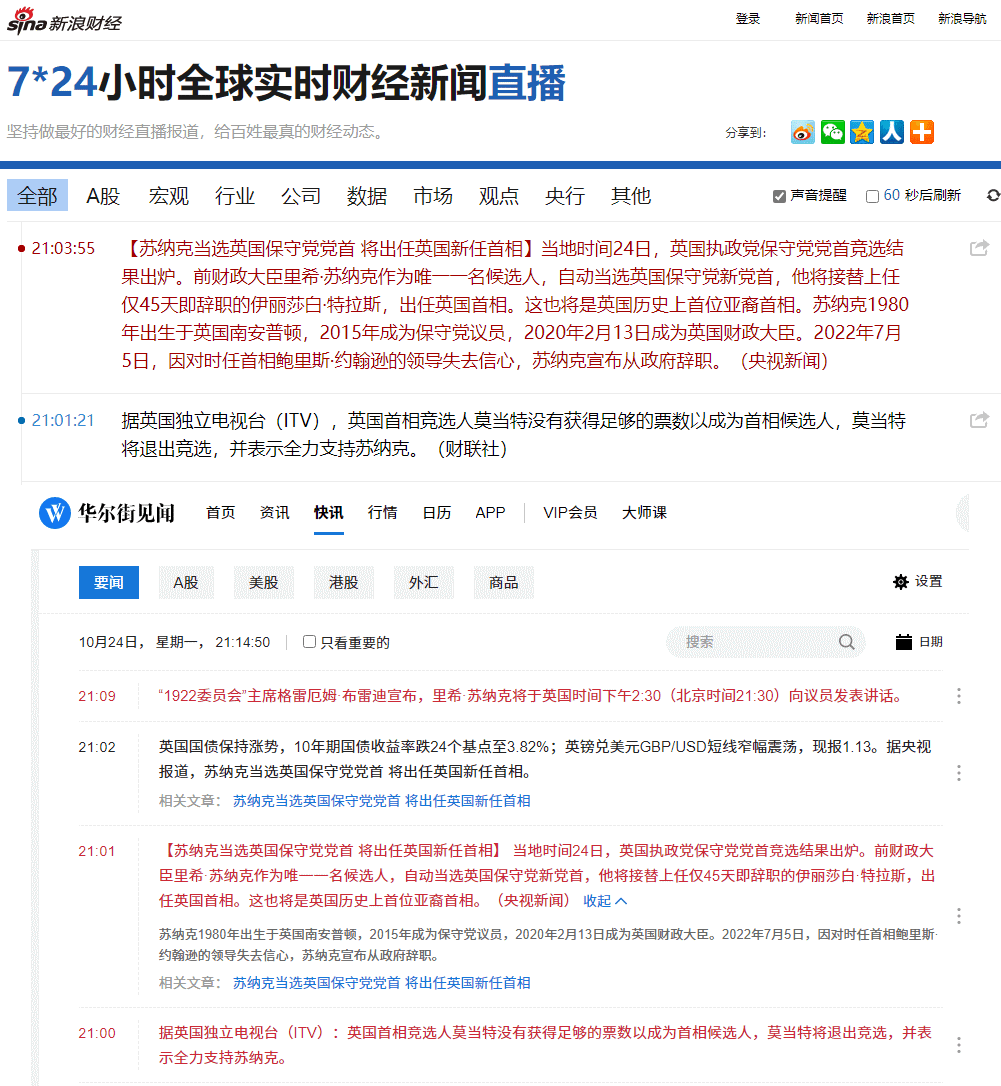 sina新浪财经
登录 新闻首页 新浪首页 新浪导航
7*24小时全球实时财经新闻直播
坚持做最好的财经直播报道，给百姓最真的财经动态。
分享到：
全部 A股 宏观 行业 公司 数据 市场 观点 央行 其他 声音提醒 60 秒后刷新
21:03:55 【苏纳克当选英国保守党党首 将出任英国新任首相】当地时间24日，英国执政党保守党党首竞选结
果出炉。前财政大臣里希·苏纳克作为唯一一名候选人，自动当选英国保守党新党首，他将接替上任
仅45天即辞职的伊丽莎白·特拉斯，出任英国首相。这也将是英国历史上首位亚裔首相。苏纳克1980
年出生于英国南安普顿，2015年成为保守党议员，2020年2月13日成为英国财政大臣。2022年7月
5日，因对时任首相鲍里斯·约翰逊的领导失去信心，苏纳克宣布从政府辞职。（央视新闻）
21:01:21 据英国独立电视台（ITV），英国首相竞选人莫当特没有获得足够的票数以成为首相候选人，莫当特
将退出竞选，并表示全力支持苏纳克。（财联社）
W 华尔街见闻 首页 资讯 快讯 行情 日历 APP VIP会员 大师课
要闻 A股 美股 港股 外汇 商品 设置
10月24日， 星期一， 21:14:50 只看重要的 搜索 日期
21:09 “1922委员会”主席格雷厄姆·布雷迪宣布，里希·苏纳克将于英国时间下午2:30（北京时间21:30）向议员发表讲话。
21:02 英国国债保持涨势，10年期国债收益率跌24个基点至3.82%；英镑兑美元GBP/USD短线窄幅震荡，现报1.13。据央视
报道，苏纳克当选英国保守党党首 将出任英国新任首相。
相关文章： 苏纳克当选英国保守党党首 将出任英国新任首相
21:01 【苏纳克当选英国保守党党首 将出任英国新任首相】 当地时间24日，英国执政党保守党党首竞选结果出炉。前财政大
臣里希·苏纳克作为唯一一名候选人，自动当选英国保守党新党首，他将接替上任仅45天即辞职的伊丽莎白·特拉斯，出
任英国首相。这也将是英国历史上首位亚裔首相。（央视新闻） 收起
苏纳克1980年出生于英国南安普顿，2015年成为保守党议员，2020年2月13日成为英国财政大臣。2022年7月5日，因对时任首相鲍里斯·
约翰逊的领导失去信心，苏纳克宣布从政府辞职。
相关文章： 苏纳克当选英国保守党党首 将出任英国新任首相
21:00 据英国独立电视台（ITV）：英国首相竞选人莫当特没有获得足够的票数以成为首相候选人，莫当特将退出竞选，并表
示全力支持苏纳克。